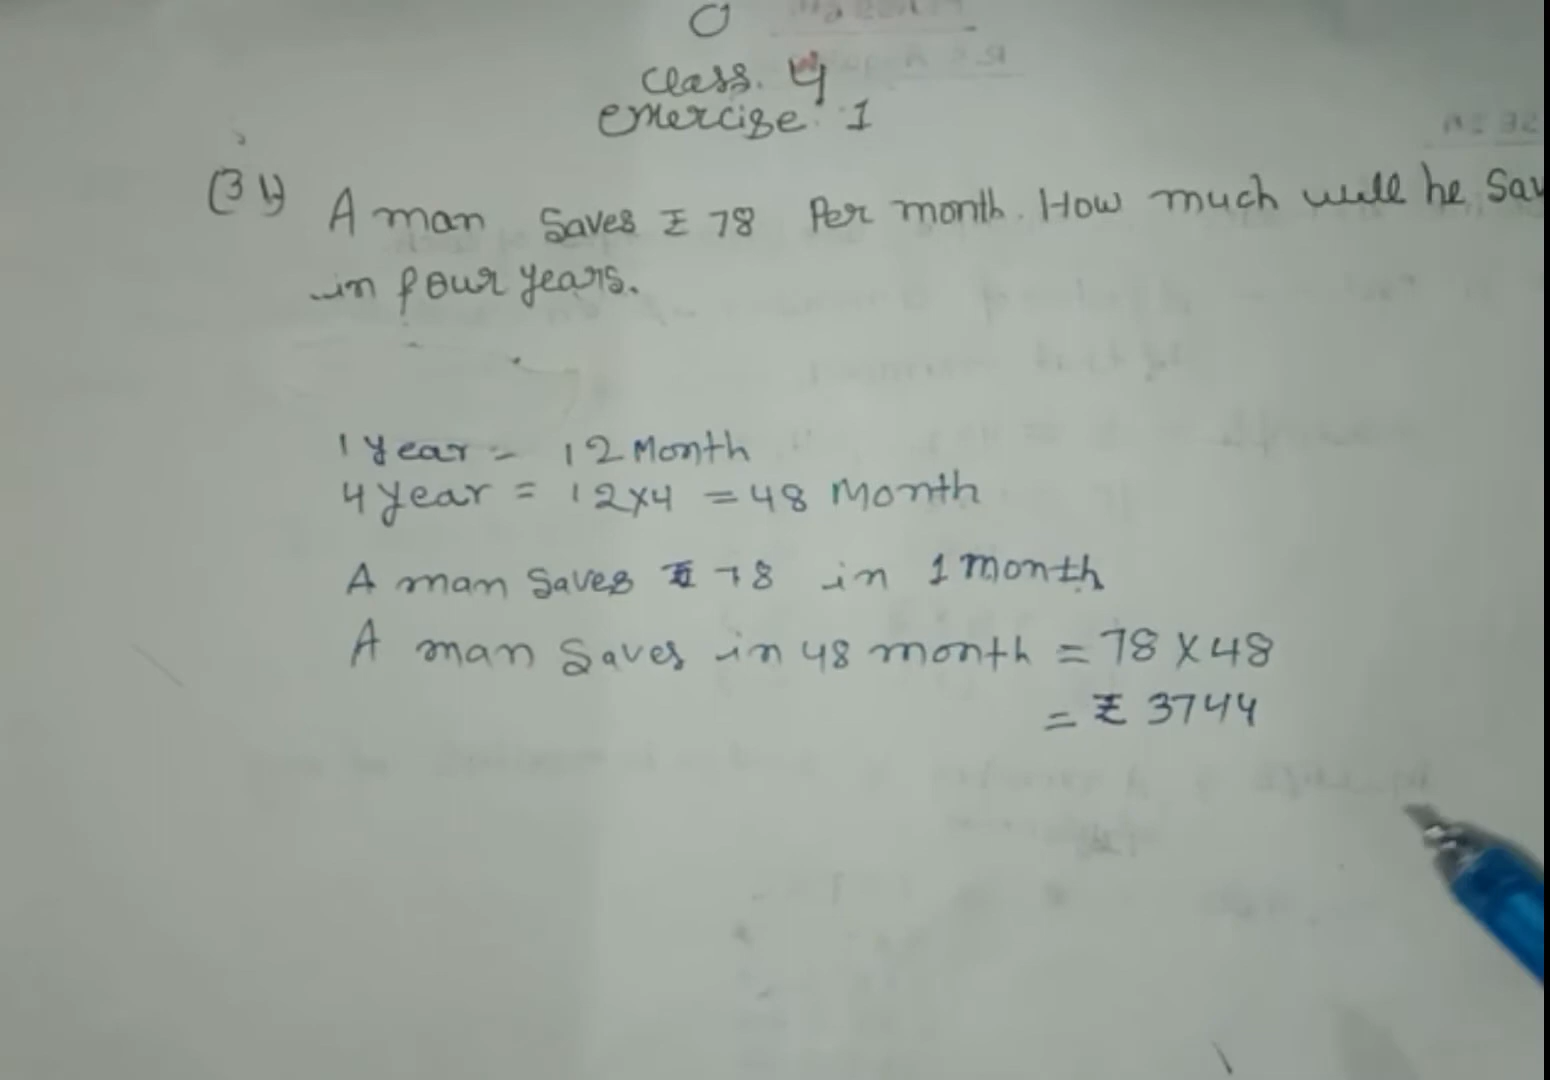 Class. 4
Exercise. 1
(31) A man saves ₹ 78 Per month. How much will he Sav
in four years.
1 year = 12 Month
4 year = 12x4 = 48 Month
A man saves ₹ 78 in 1 month
A man saves in 48 month = 78 X 48
= ₹ 3744